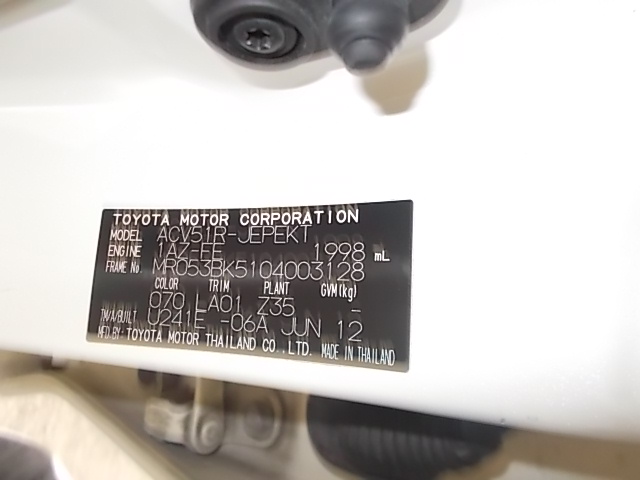 TOYOTA MOTOR CORPORATION
MODEL ACV51R-JEPEKT
ENGINE 1AZ-FE 1998 mL
FRAME No. MR053BK5104003128
COLOR TRIM PLANT GVM(kg)
070 LA01 Z35 -
TM/A/BUILT U241E -06A JUN 12
MFD.BY: TOYOTA MOTOR THAILAND CO.,LTD. MADE IN THAILAND